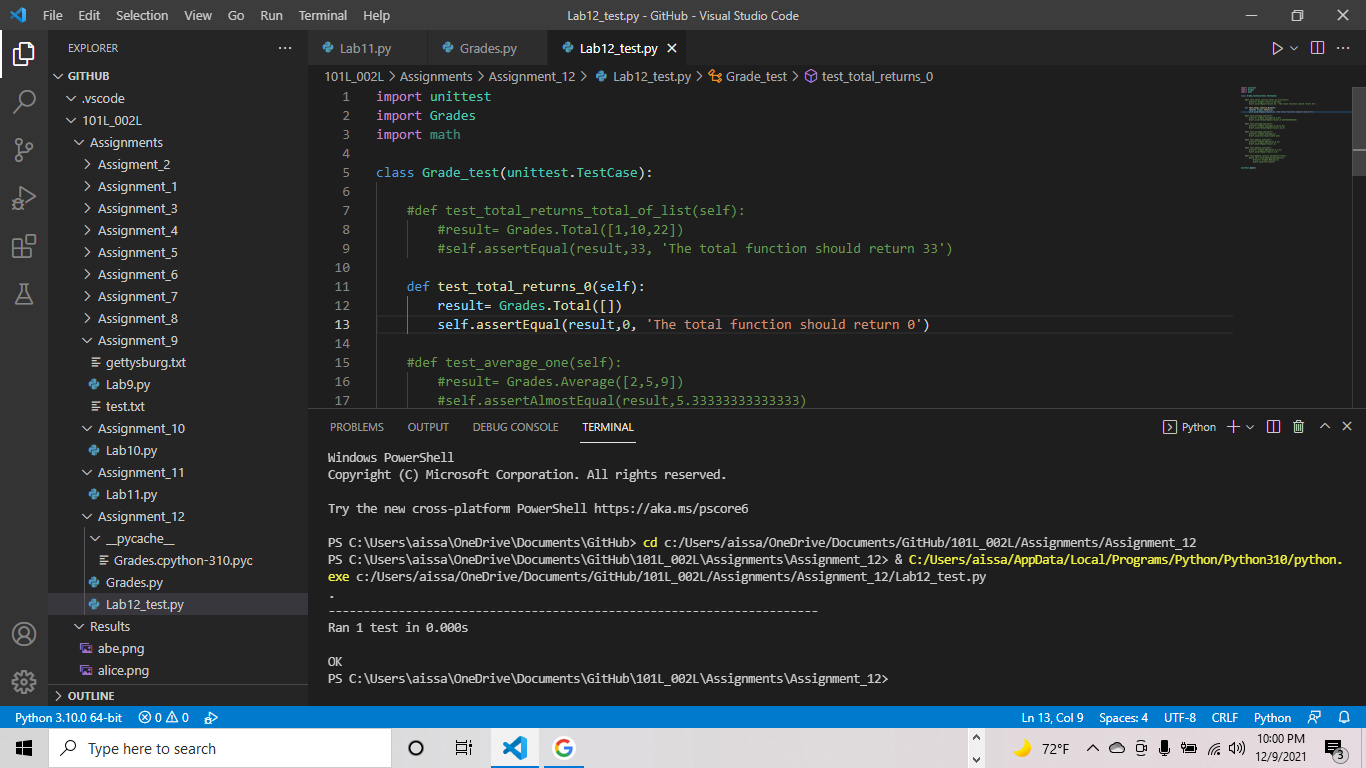 File Edit Selection View Go Run Terminal Help Lab12_test.py - GitHub - Visual Studio Code
EXPLORER
Lab11.py Grades.py Lab12_test.py
GITHUB
.vscode
101L_002L
Assignments
Assigment_2
Assignment_1
Assignment_3
Assignment_4
Assignment_5
Assignment_6
Assignment_7
Assignment_8
Assignment_9
gettysburg.txt
Lab9.py
test.txt
Assignment_10
Lab10.py
Assignment_11
Lab11.py
Assignment_12
__pycache__
Grades.cpython-310.pyc
Grades.py
Lab12_test.py
Results
abe.png
alice.png
OUTLINE
101L_002L > Assignments > Assignment_12 > Lab12_test.py > Grade_test > test_total_returns_0
1 import unittest
2 import Grades
3 import math
4
5 class Grade_test(unittest.TestCase):
6
7 #def test_total_returns_total_of_list(self):
8 #result= Grades.Total([1,10,22])
9 #self.assertEqual(result,33, 'The total function should return 33')
10
11 def test_total_returns_0(self):
12 result= Grades.Total([])
13 self.assertEqual(result,0, 'The total function should return 0')
14
15 #def test_average_one(self):
16 #result= Grades.Average([2,5,9])
17 #self.assertAlmostEqual(result,5.33333333333333)
PROBLEMS OUTPUT DEBUG CONSOLE TERMINAL Python
Windows PowerShell
Copyright (C) Microsoft Corporation. All rights reserved.
Try the new cross-platform PowerShell https://aka.ms/pscore6
PS C:\Users\aissa\OneDrive\Documents\GitHub> cd c:/Users/aissa/OneDrive/Documents/GitHub/101L_002L/Assignments/Assignment_12
PS C:\Users\aissa\OneDrive\Documents\GitHub\101L_002L\Assignments\Assignment_12> & C:/Users/aissa/AppData/Local/Programs/Python/Python310/python.
exe c:/Users/aissa/OneDrive/Documents/GitHub/101L_002L/Assignments/Assignment_12/Lab12_test.py
.
----------------------------------------------------------------------
Ran 1 test in 0.000s
OK
PS C:\Users\aissa\OneDrive\Documents\GitHub\101L_002L\Assignments\Assignment_12>
Python 3.10.0 64-bit 0 0 Ln 13, Col 9 Spaces: 4 UTF-8 CRLF Python
Type here to search 72°F 10:00 PM
12/9/2021 3